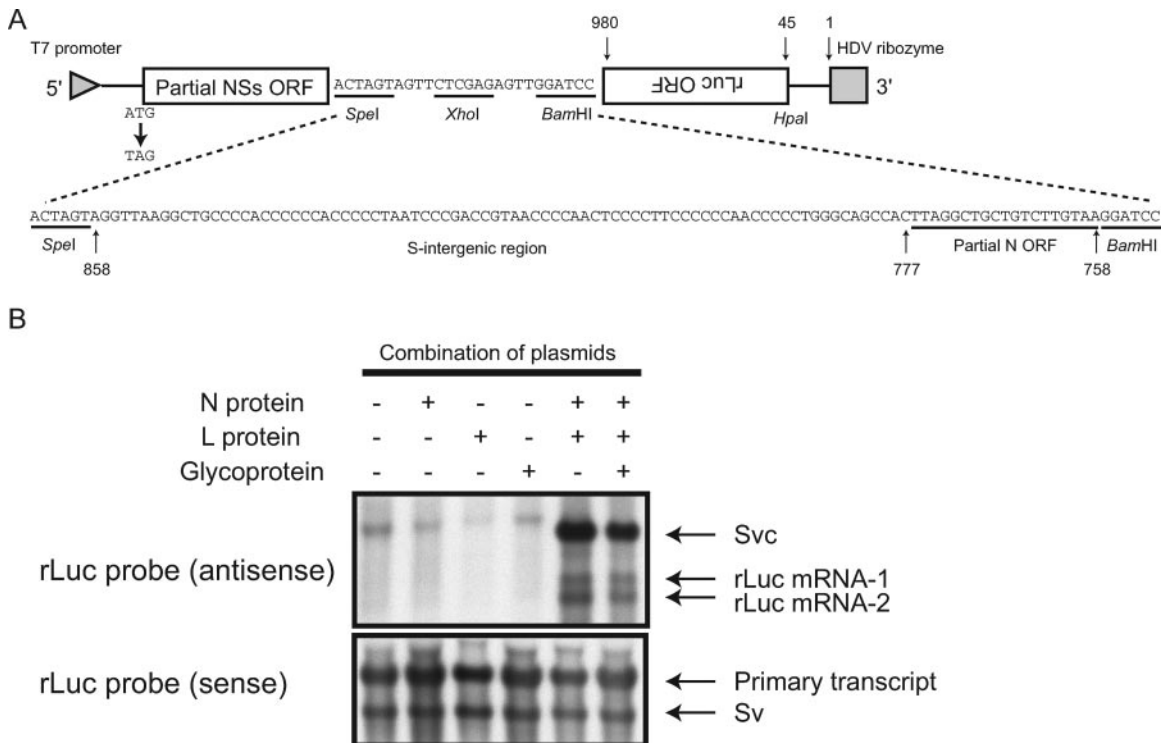 A
980 45 1
T7 promoter HDV ribozyme
5' Partial NSs ORF ACTAGTAGTTCTCGAGAGTTGGATCC rLuc ORF 3'
ATG SpeI XhoI BamHI HpaI
TAG
ACTAGTAGGTTAAGGCTGCCCCACCCCCCACCCCCTAATCCCGACCGTAACCCCAACTCCCCTTCCCCCCAACCCCCTGGGCAGCCACTTAGGCTGCTGTCTTGTAAGGATCC
SpeI S-intergenic region Partial N ORF BamHI
858 777 758
B
Combination of plasmids
N protein - + - - + +
L protein - - + - + +
Glycoprotein - - - + - +
rLuc probe (antisense)
Svc
rLuc mRNA-1
rLuc mRNA-2
rLuc probe (sense)
Primary transcript
Sv